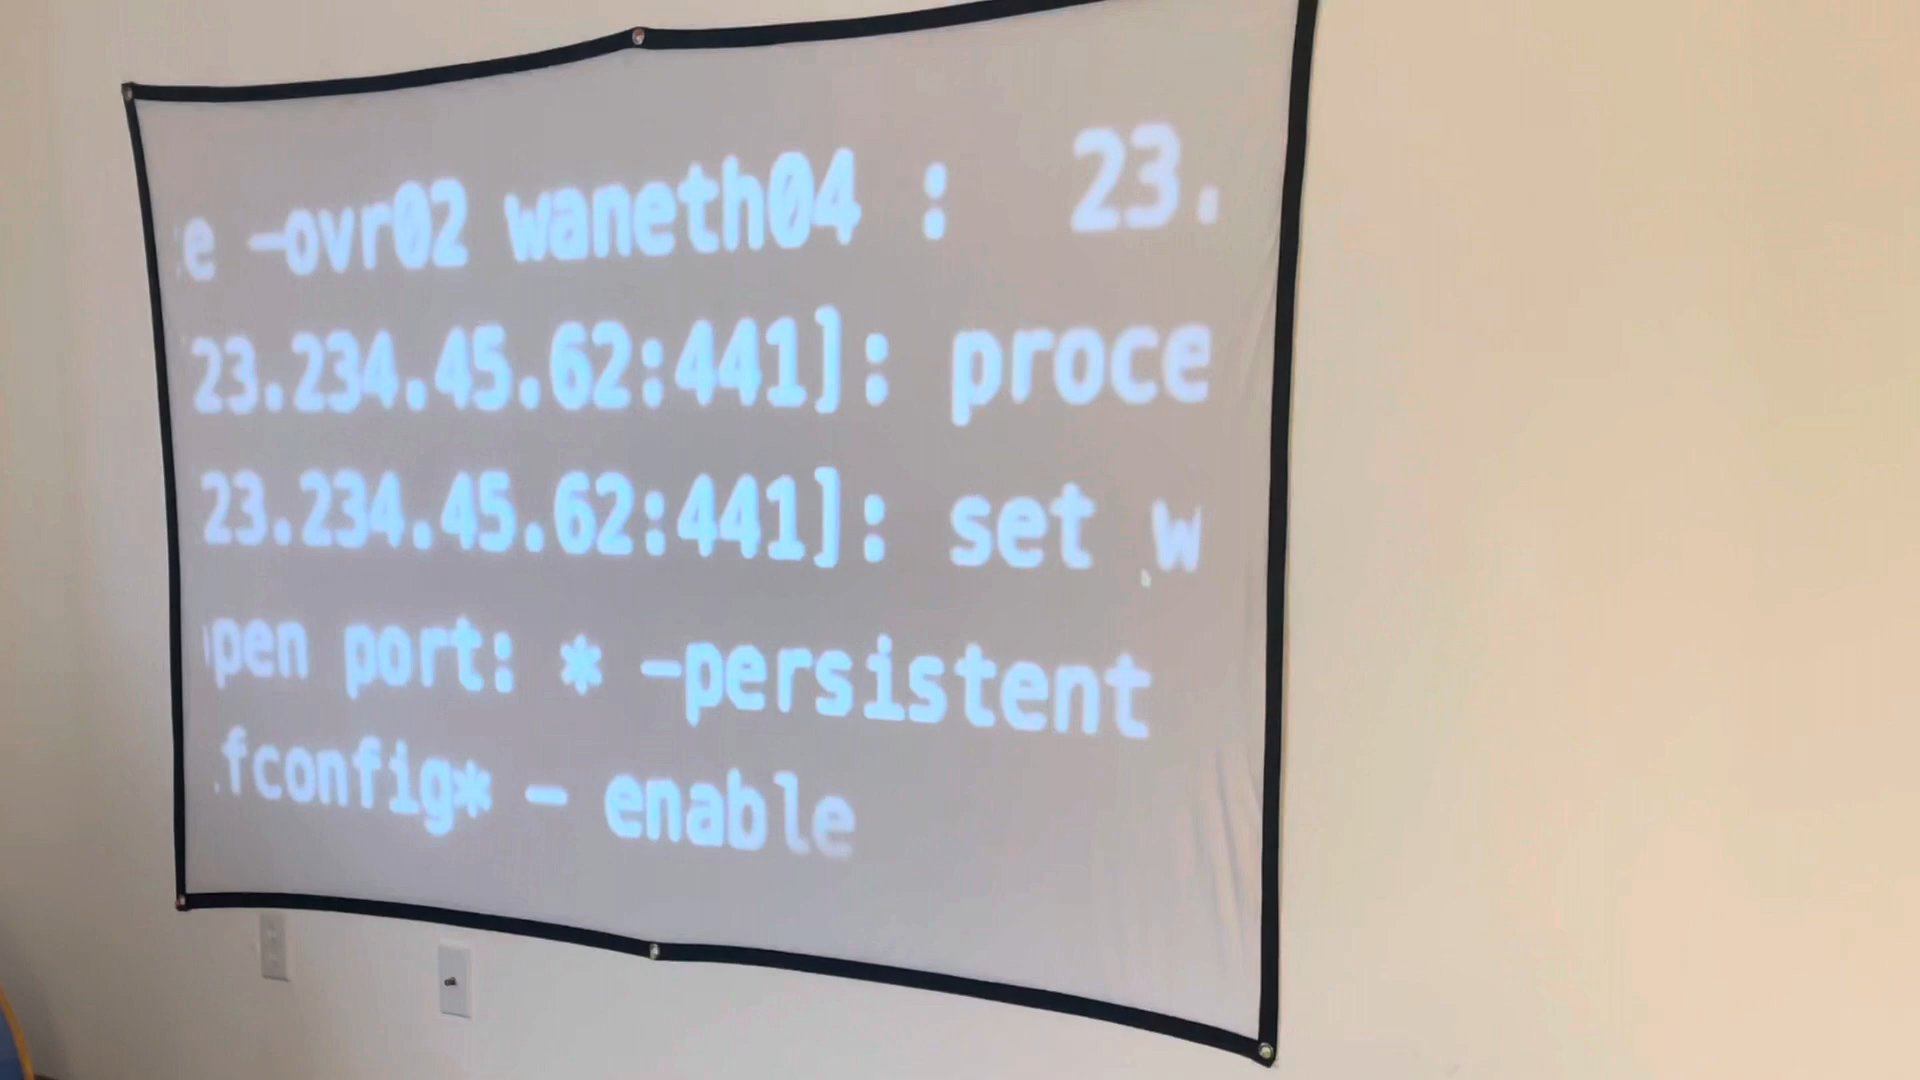 e -ovr02 waneth04 : 23.
23.234.45.62:441]: proce
23.234.45.62:441]: set w
pen port: * -persistent
.fconfig* - enable